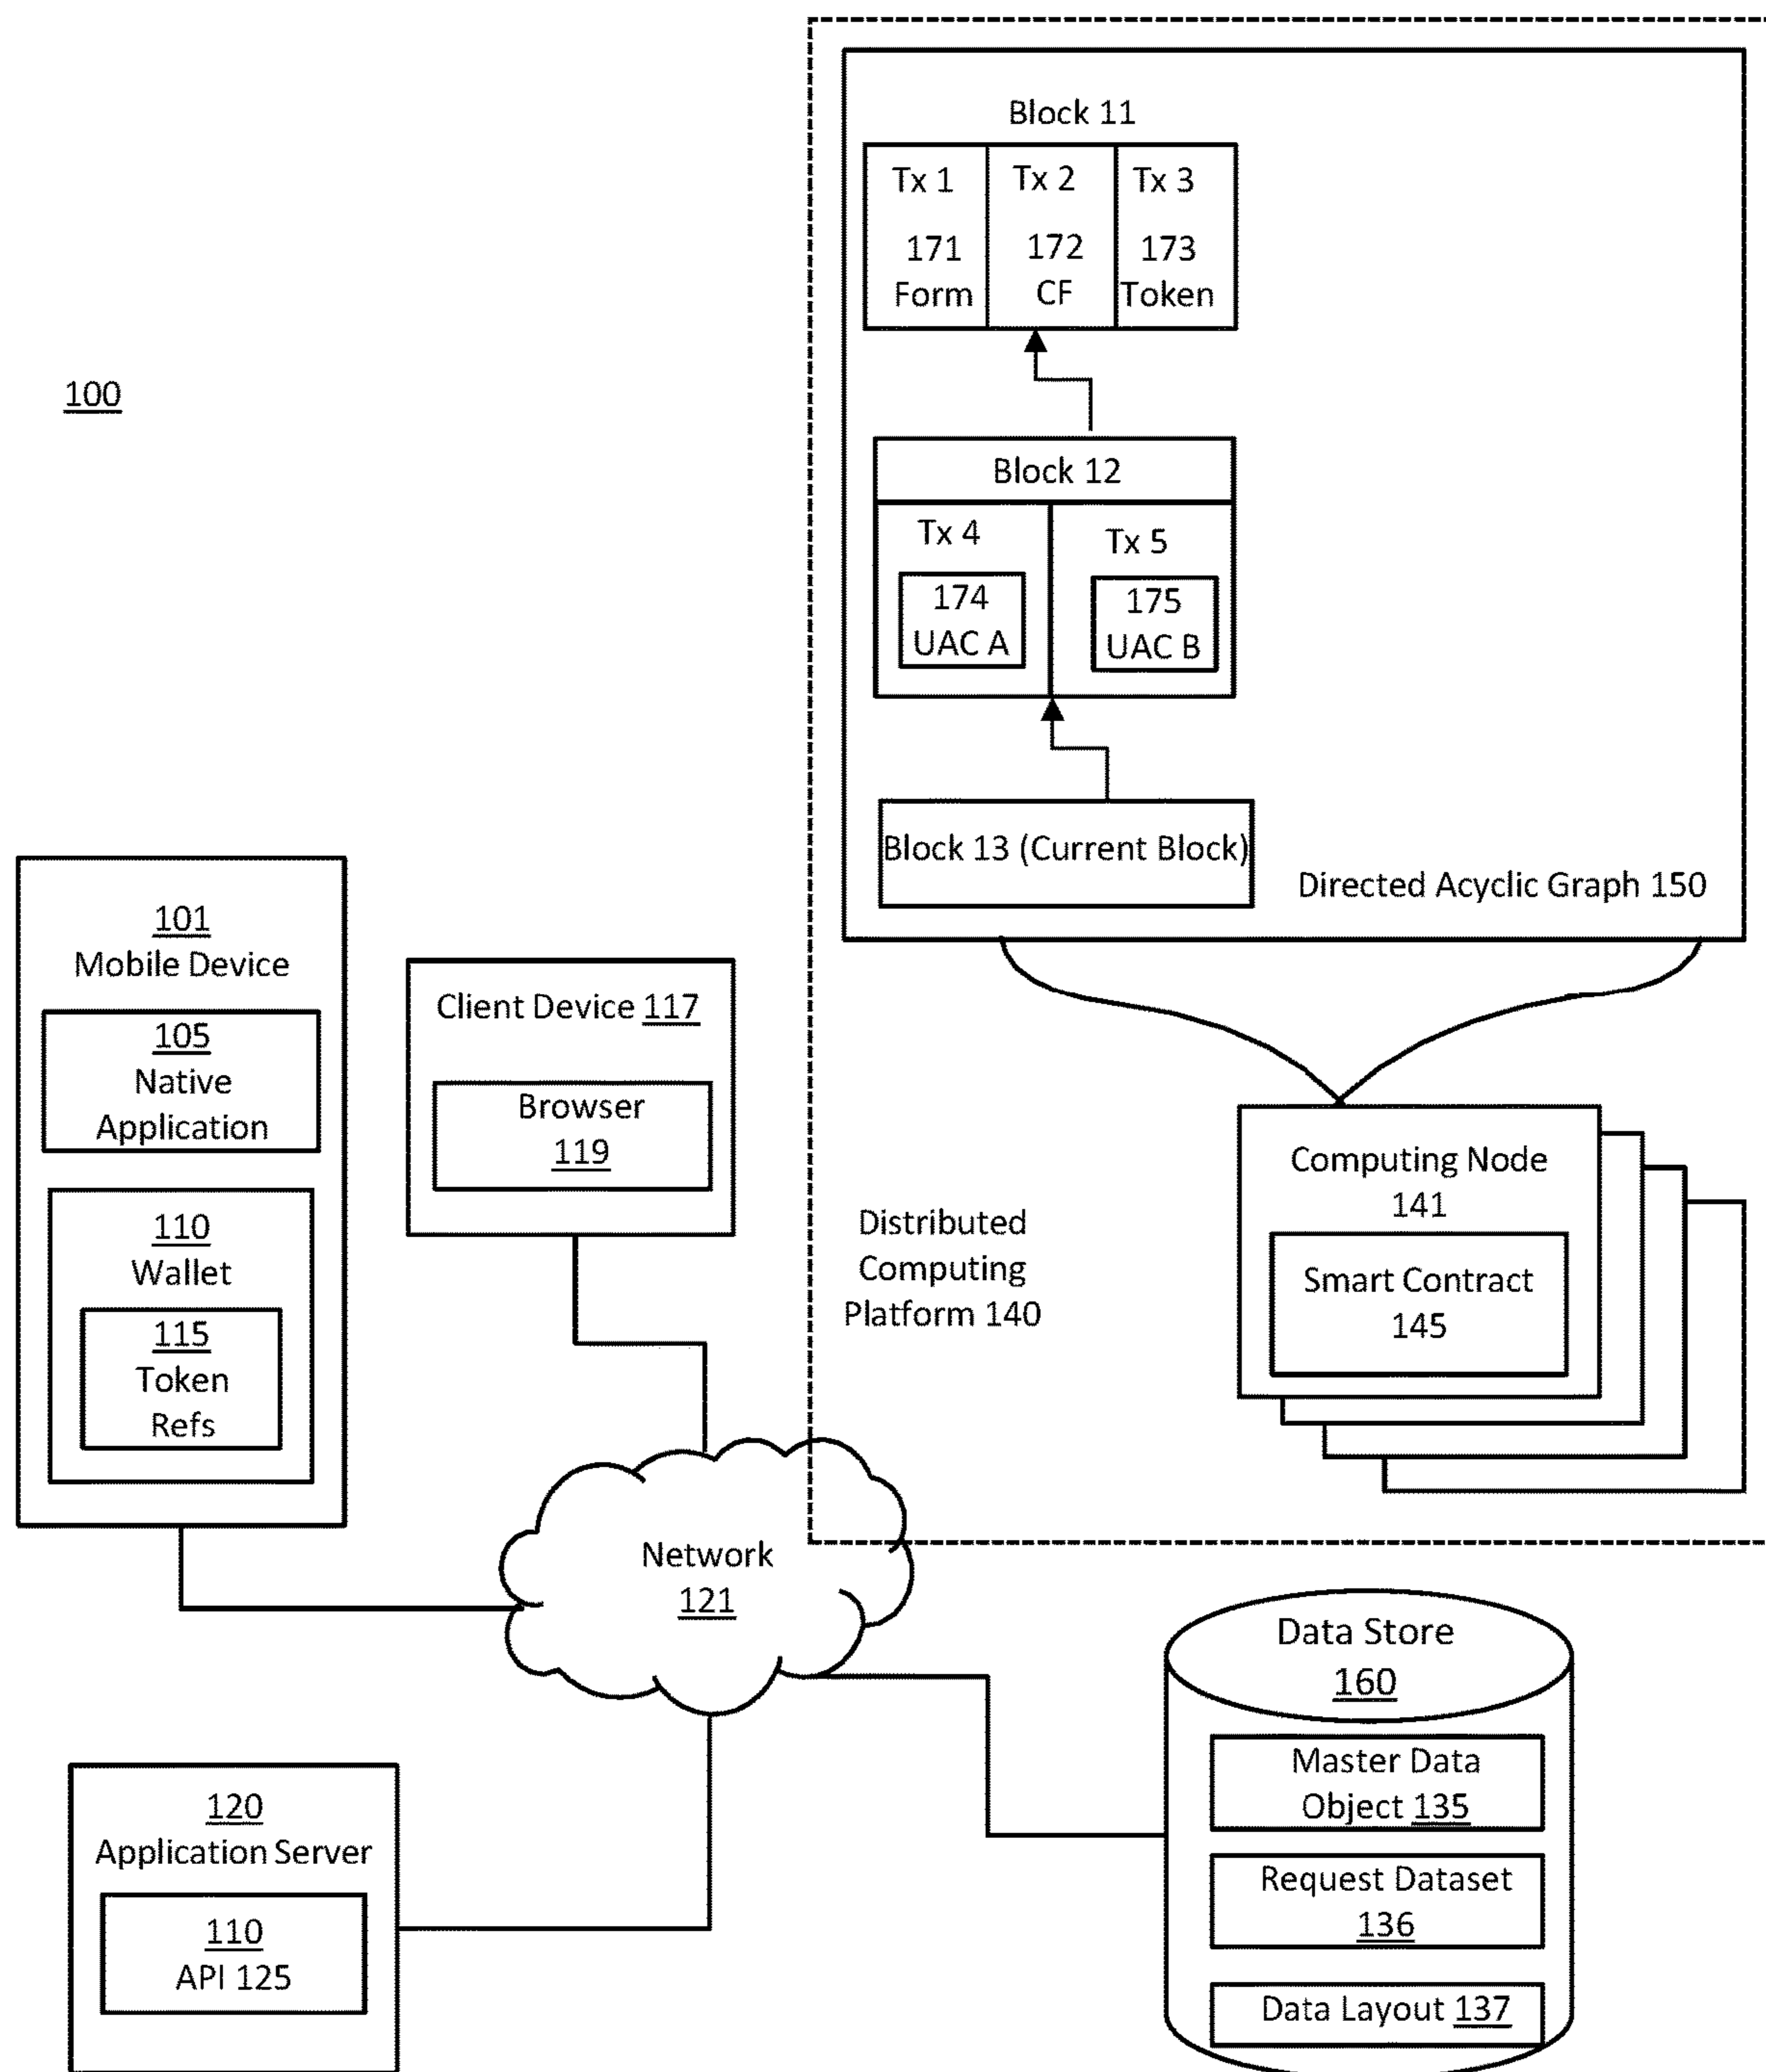 100
Block 11
Tx 1
171
Form
Tx 2
172
CF
Tx 3
173
Token
Block 12
Tx 4
174
UAC A
Tx 5
175
UAC B
Block 13 (Current Block)
Directed Acyclic Graph 150
101
Mobile Device
105
Native
Application
110
Wallet
115
Token
Refs
Client Device 117
Browser
119
Distributed
Computing
Platform 140
Computing Node
141
Smart Contract
145
Network
121
120
Application Server
110
API 125
Data Store
160
Master Data
Object 135
Request Dataset
136
Data Layout 137